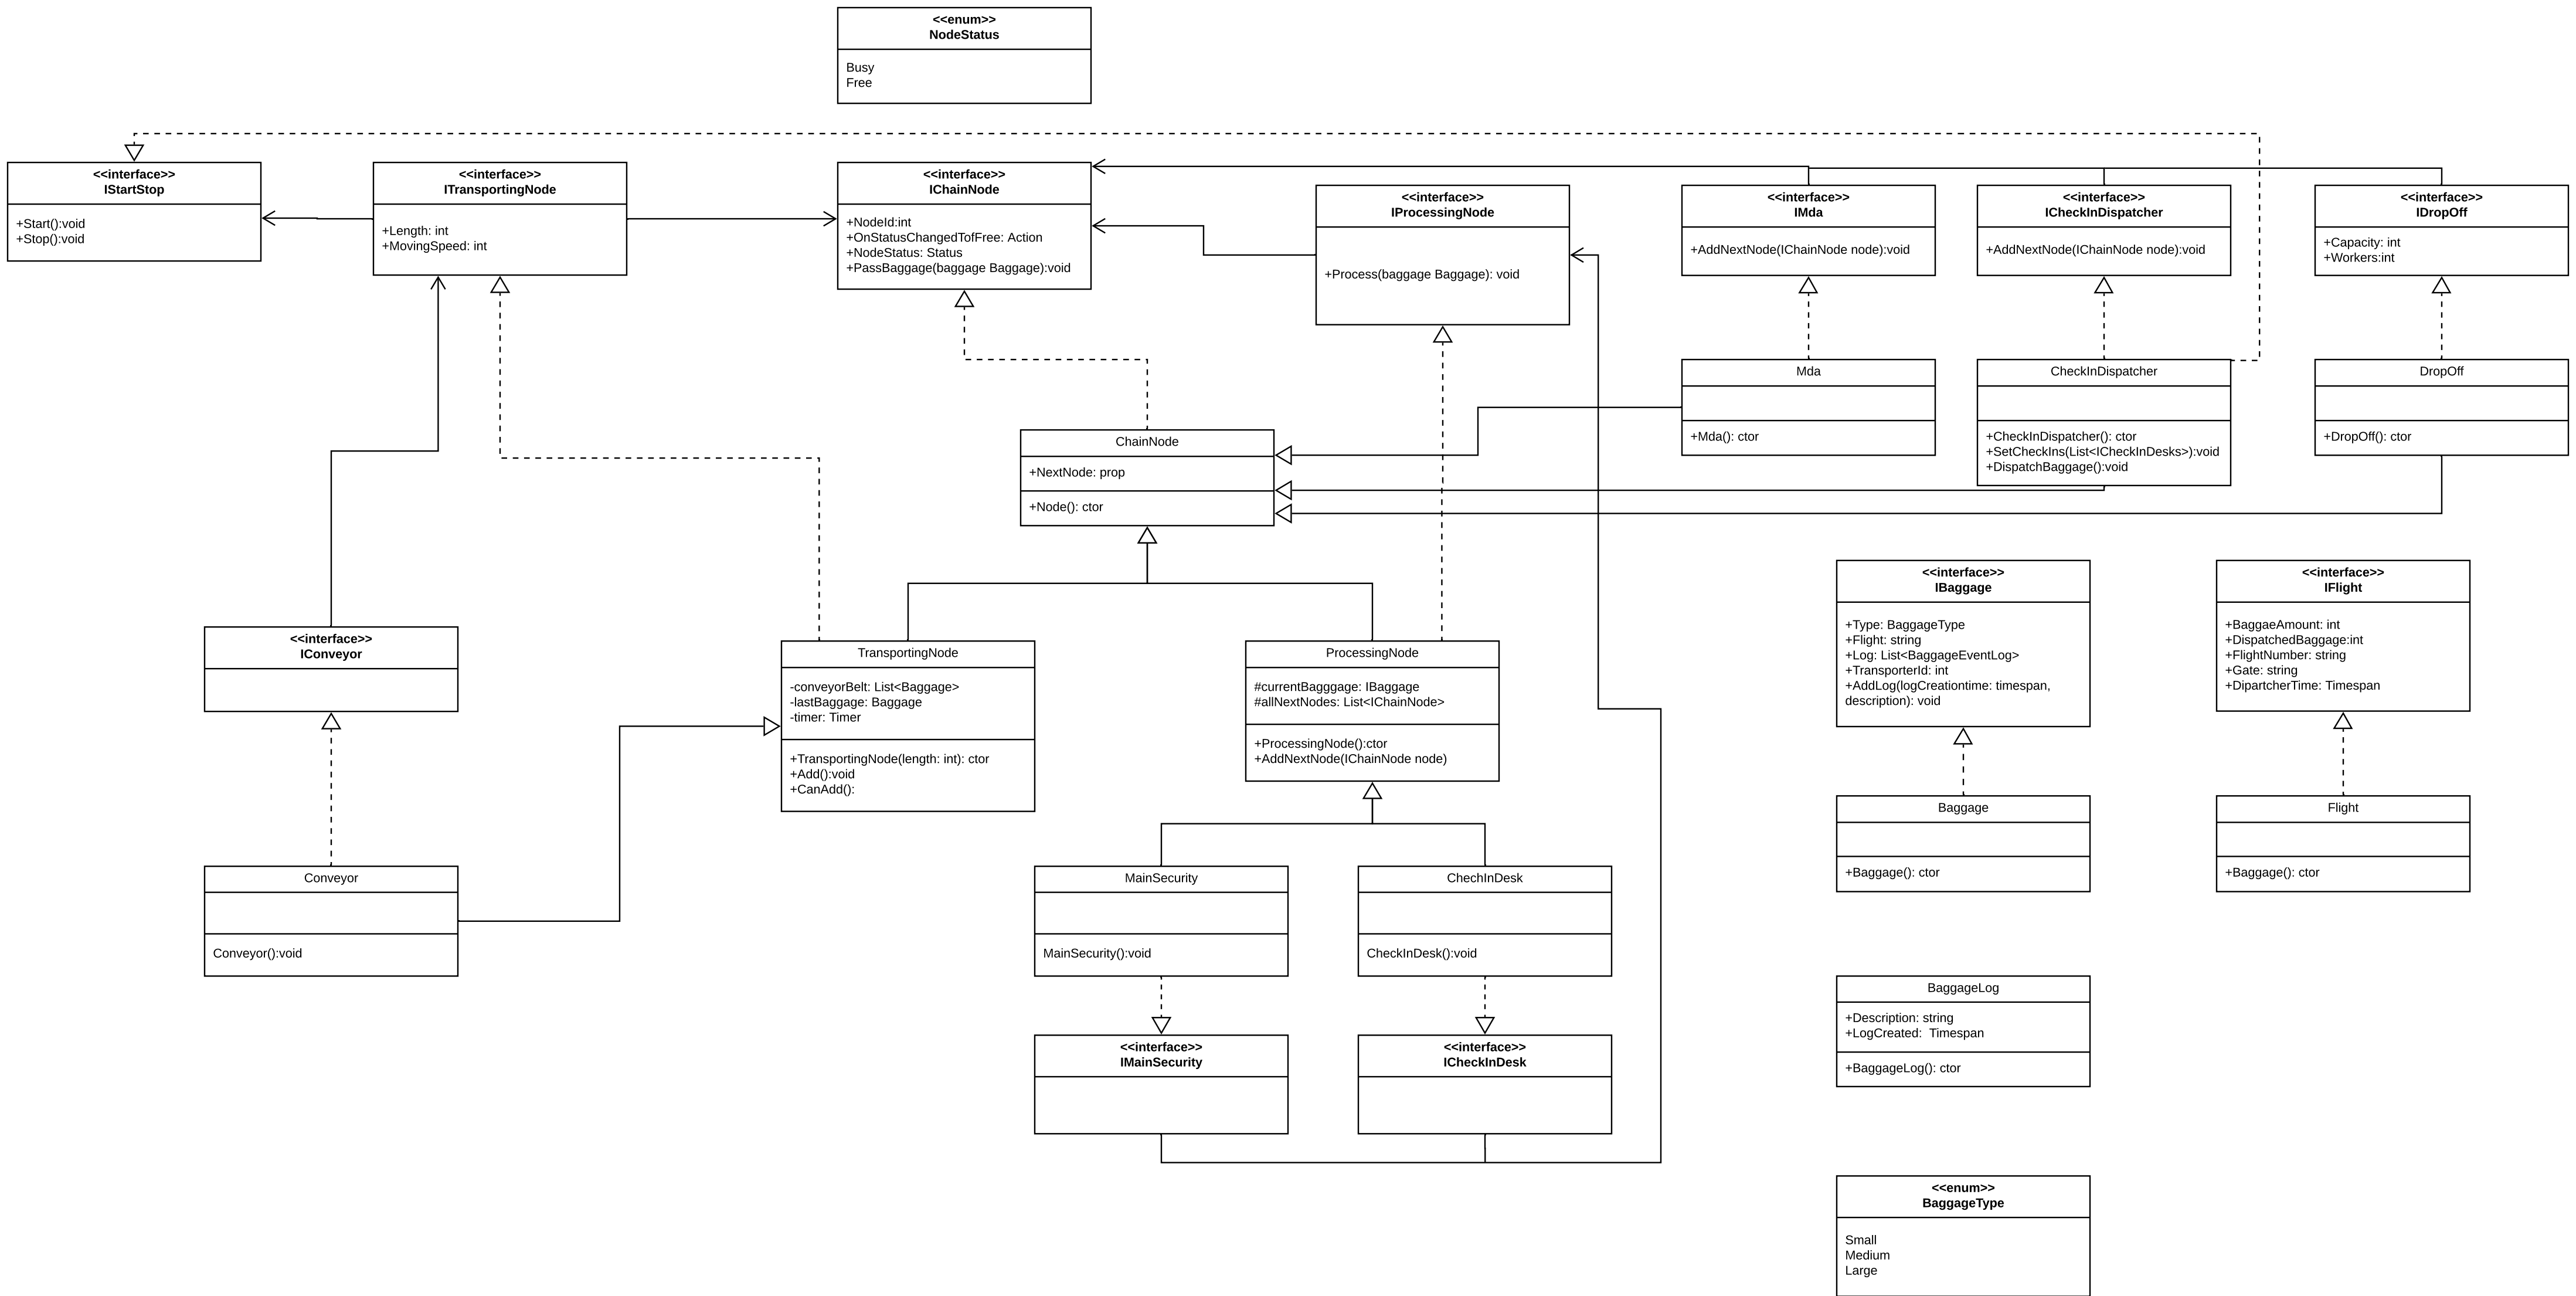 <<enum>>
NodeStatus
Busy
Free
<<interface>>
IStartStop
+Start():void
+Stop():void
<<interface>>
ITransportingNode
+Length: int
+MovingSpeed: int
<<interface>>
IChainNode
+NodeId:int
+OnStatusChangedTofFree: Action
+NodeStatus: Status
+PassBaggage(baggage Baggage):void
<<interface>>
IProcessingNode
+Process(baggage Baggage): void
<<interface>>
IMda
+AddNextNode(IChainNode node):void
<<interface>>
ICheckInDispatcher
+AddNextNode(IChainNode node):void
<<interface>>
IDropOff
+Capacity: int
+Workers:int
Mda
+Mda(): ctor
CheckInDispatcher
+CheckInDispatcher(): ctor
+SetCheckIns(List<ICheckInDesks>):void
+DispatchBaggage():void
DropOff
+DropOff(): ctor
ChainNode
+NextNode: prop
+Node(): ctor
<<interface>>
IConveyor
TransportingNode
-conveyorBelt: List<Baggage>
-lastBaggage: Baggage
-timer: Timer
+TransportingNode(length: int): ctor
+Add():void
+CanAdd():
ProcessingNode
#currentBagggage: IBaggage
#allNextNodes: List<IChainNode>
+ProcessingNode():ctor
+AddNextNode(IChainNode node)
<<interface>>
IBaggage
+Type: BaggageType
+Flight: string
+Log: List<BaggageEventLog>
+TransporterId: int
+AddLog(logCreationtime: timespan,
description): void
<<interface>>
IFlight
+BaggaeAmount: int
+DispatchedBaggage:int
+FlightNumber: string
+Gate: string
+DipartcherTime: Timespan
Baggage
+Baggage(): ctor
Flight
+Baggage(): ctor
Conveyor
Conveyor():void
MainSecurity
MainSecurity():void
ChechInDesk
CheckInDesk():void
<<interface>>
IMainSecurity
<<interface>>
ICheckInDesk
BaggageLog
+Description: string
+LogCreated:  Timespan
+BaggageLog(): ctor
<<enum>>
BaggageType
Small
Medium
Large